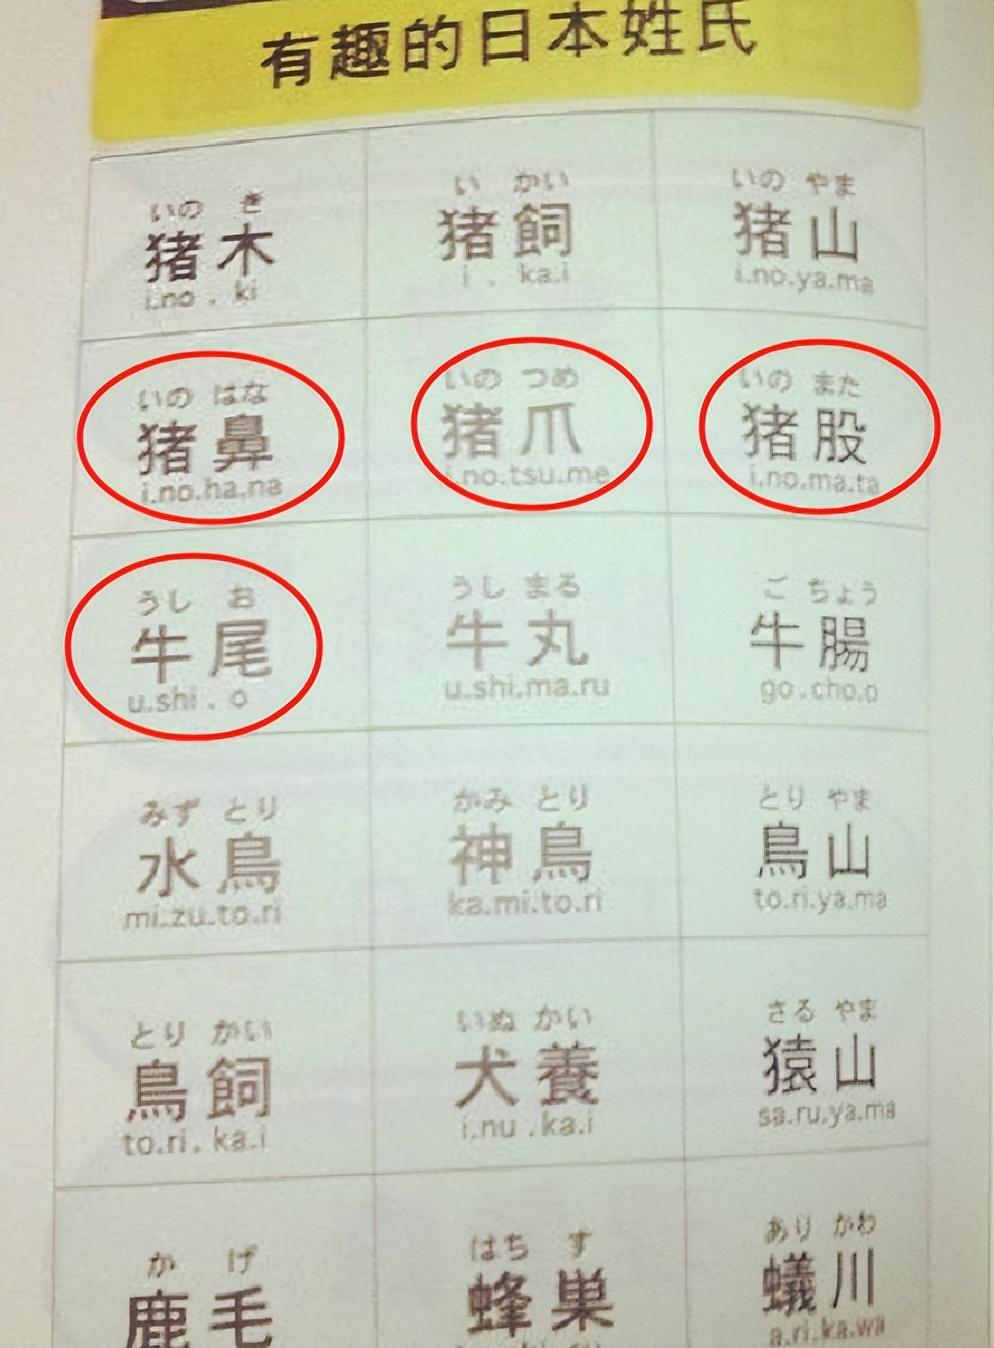 有趣的日本姓氏
いの き
猪木
i.no . ki
い かい
猪飼
i . ka.i
いの やま
猪山
i.no.ya.ma
いの はな
猪鼻
i.no.ha.na
いの つめ
猪爪
i.no.tsu.me
いの また
猪股
i.no.ma.ta
うし お
牛尾
u.shi . o
うし まる
牛丸
u.shi.ma.ru
ご ちょう
牛腸
go.cho.o
みず とり
水鳥
mi.zu.to.ri
かみ とり
神鳥
ka.mi.to.ri
とり やま
鳥山
to.ri.ya.ma
とり かい
鳥飼
to.ri. ka.i
いぬ かい
犬養
i.nu .ka.i
さる やま
猿山
sa.ru.ya.ma
か げ
鹿毛
はち す
蜂巣
あり かわ
蟻川
a.ri.ka.wa